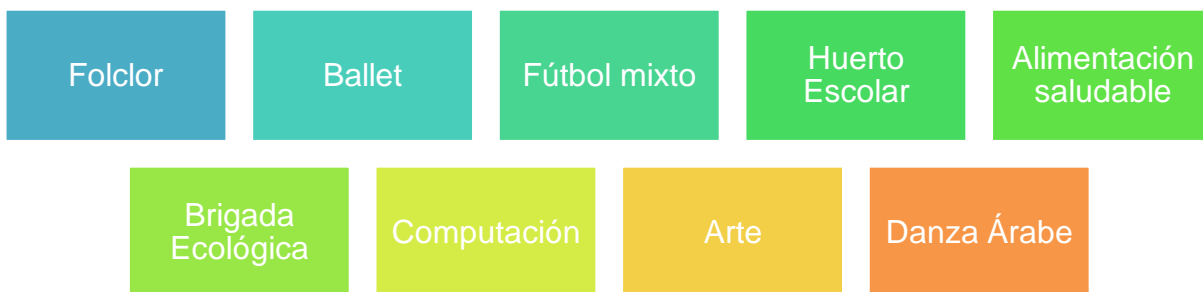 Folclor
Ballet
Fútbol mixto
Huerto
Escolar
Alimentación
saludable
Brigada
Ecológica
Computación
Arte
Danza Árabe